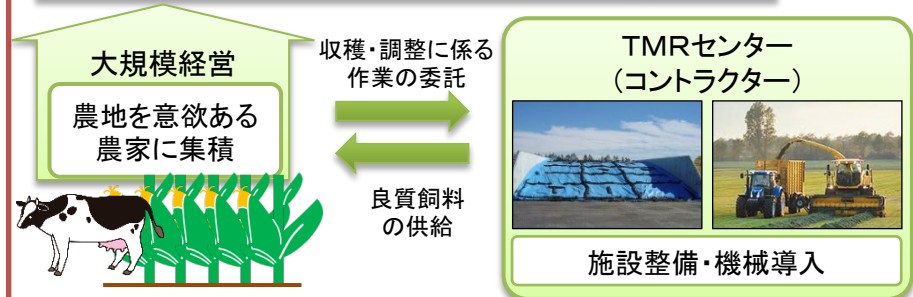 大規模経営
農地を意欲ある
農家に集積
収穫・調整に係る
作業の委託
良質飼料
の供給
TMRセンター
（コントラクター）
施設整備・機械導入